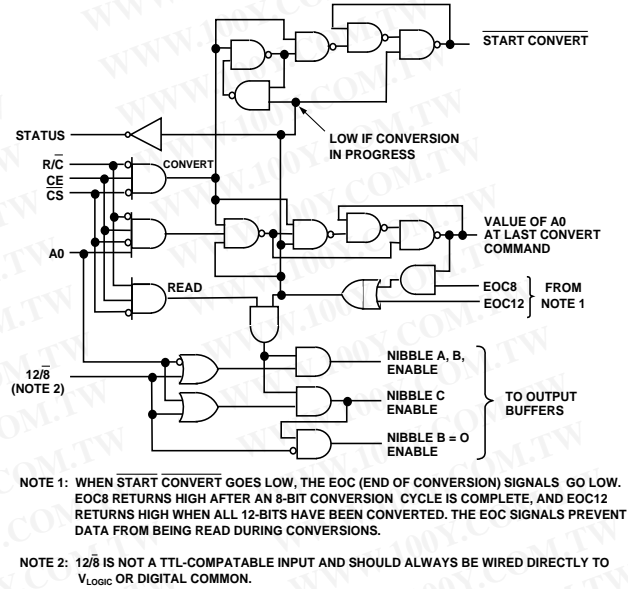 START CONVERT
STATUS
LOW IF CONVERSION
IN PROGRESS
R/C
CONVERT
CE
CS
VALUE OF A0
AT LAST CONVERT
COMMAND
A0
READ
EOC8
EOC12
FROM
NOTE 1
NIBBLE A, B,
ENABLE
12/8
(NOTE 2)
NIBBLE C
ENABLE
TO OUTPUT
BUFFERS
NIBBLE B = O
ENABLE
NOTE 1: WHEN START CONVERT GOES LOW, THE EOC (END OF CONVERSION) SIGNALS GO LOW.
EOC8 RETURNS HIGH AFTER AN 8-BIT CONVERSION CYCLE IS COMPLETE, AND EOC12
RETURNS HIGH WHEN ALL 12-BITS HAVE BEEN CONVERTED. THE EOC SIGNALS PREVENT
DATA FROM BEING READ DURING CONVERSIONS.
NOTE 2: 12/8 IS NOT A TTL-COMPATABLE INPUT AND SHOULD ALWAYS BE WIRED DIRECTLY TO
VLOGIC OR DIGITAL COMMON.
WWW.100Y.COM.TW